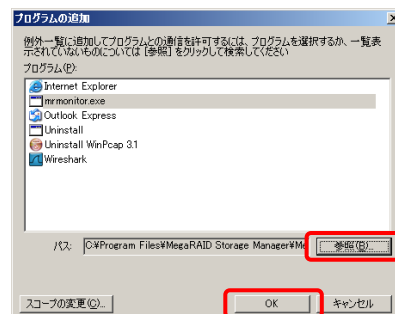 プログラムの追加
例外一覧に追加してプログラムとの通信を許可するには、プログラムを選択するか、一覧表
示されていないものについては [参照] をクリックして検索してください
プログラム(P):
Internet Explorer
mrmonitor.exe
Outlook Express
Uninstall
Uninstall WinPcap 3.1
Wireshark
パス: C:¥Program Files¥MegaRAID Storage Manager¥Me 参照(B)...
スコープの変更(C)... OK キャンセル